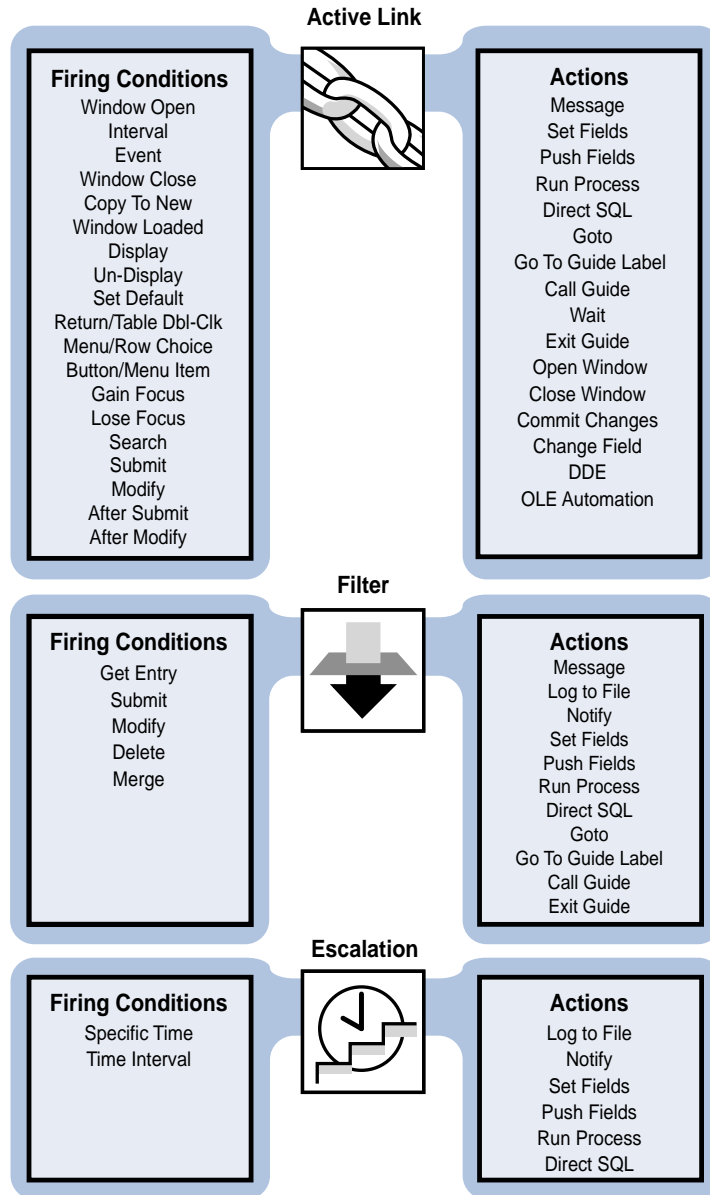 Active Link
Firing Conditions
Window Open
Interval
Event
Window Close
Copy To New
Window Loaded
Display
Un-Display
Set Default
Return/Table Dbl-Clk
Menu/Row Choice
Button/Menu Item
Gain Focus
Lose Focus
Search
Submit
Modify
After Submit
After Modify
Actions
Message
Set Fields
Push Fields
Run Process
Direct SQL
Goto
Go To Guide Label
Call Guide
Wait
Exit Guide
Open Window
Close Window
Commit Changes
Change Field
DDE
OLE Automation
Filter
Firing Conditions
Get Entry
Submit
Modify
Delete
Merge
Actions
Message
Log to File
Notify
Set Fields
Push Fields
Run Process
Direct SQL
Goto
Go To Guide Label
Call Guide
Exit Guide
Escalation
Firing Conditions
Specific Time
Time Interval
Actions
Log to File
Notify
Set Fields
Push Fields
Run Process
Direct SQL